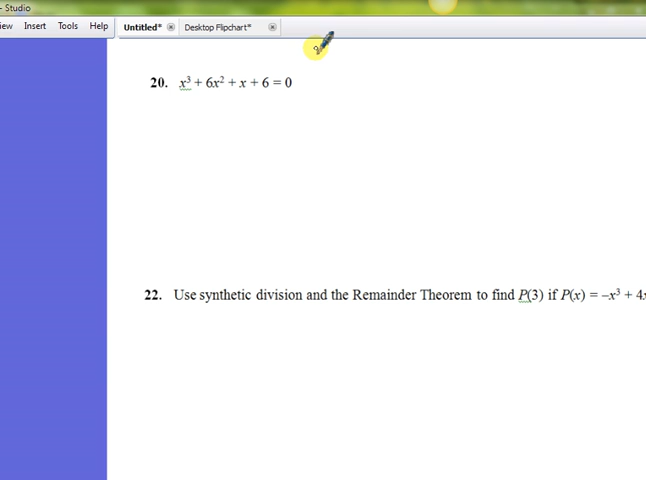 - Studio
iew Insert Tools Help Untitled* Desktop Flipchart*
20. x³ + 6x² + x + 6 = 0
22. Use synthetic division and the Remainder Theorem to find P(3) if P(x) = –x³ + 4x